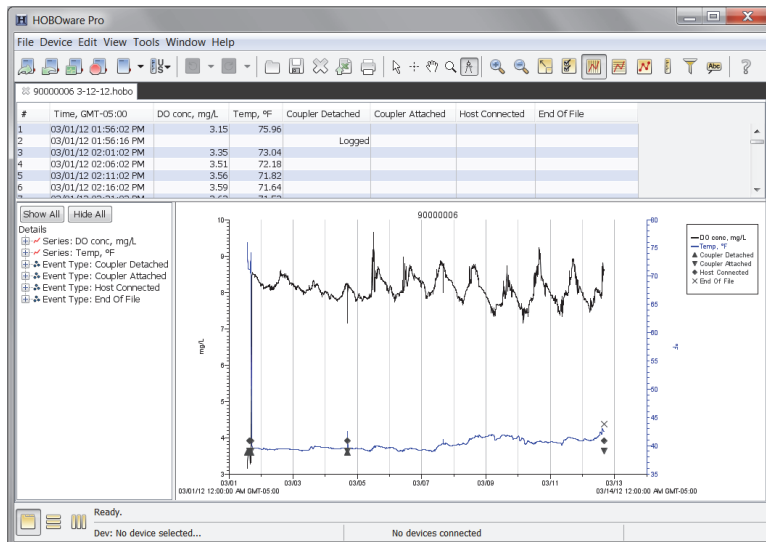 HOBOware Pro
File Device Edit View Tools Window Help
90000006 3-12-12.hobo
# Time, GMT-05:00 DO conc, mg/L Temp, °F Coupler Detached Coupler Attached Host Connected End Of File
1 03/01/12 01:56:02 PM 3.15 75.96
2 03/01/12 01:56:16 PM Logged
3 03/01/12 02:01:02 PM 3.35 73.04
4 03/01/12 02:06:02 PM 3.51 72.18
5 03/01/12 02:11:02 PM 3.56 71.82
6 03/01/12 02:16:02 PM 3.59 71.64
Show All Hide All
Details
Series: DO conc, mg/L
Series: Temp, °F
Event Type: Coupler Detached
Event Type: Coupler Attached
Event Type: Host Connected
Event Type: End Of File
90000006
10
9
8
7
6
5
4
3
mg/L
80
75
70
65
60
55
50
45
40
35
°F
DO conc, mg/L
Temp, °F
Coupler Detached
Coupler Attached
Host Connected
End Of File
03/01 03/03 03/05 03/07 03/09 03/11 03/13
03/01/12 12:00:00 AM GMT-05:00 03/14/12 12:00:00 AM GMT-05:00
Ready.
Dev: No device selected... No devices connected